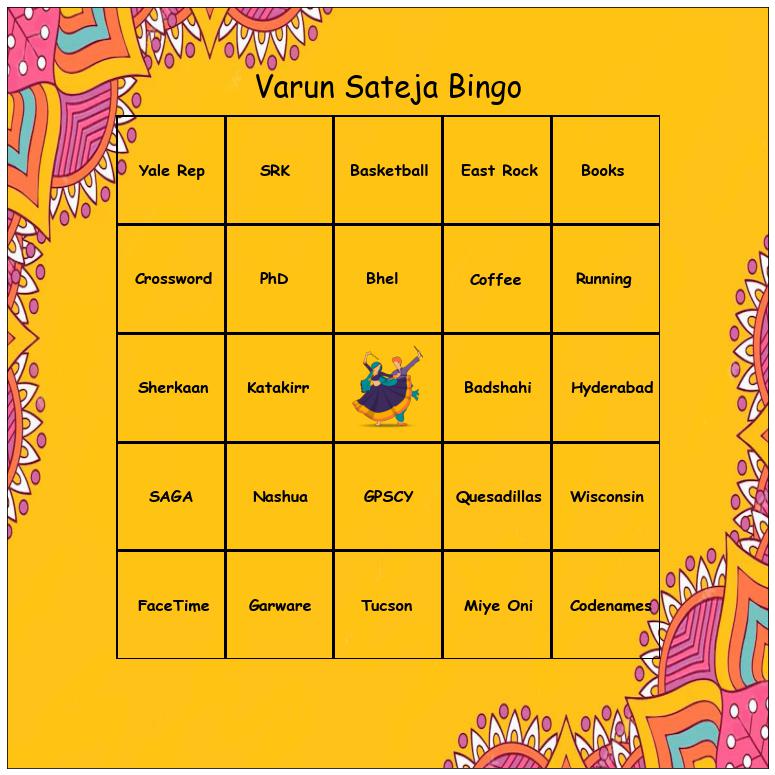 Varun Sateja Bingo
Yale Rep SRK Basketball East Rock Books
Crossword PhD Bhel Coffee Running
Sherkaan Katakirr Badshahi Hyderabad
SAGA Nashua GPSCY Quesadillas Wisconsin
FaceTime Garware Tucson Miye Oni Codenames